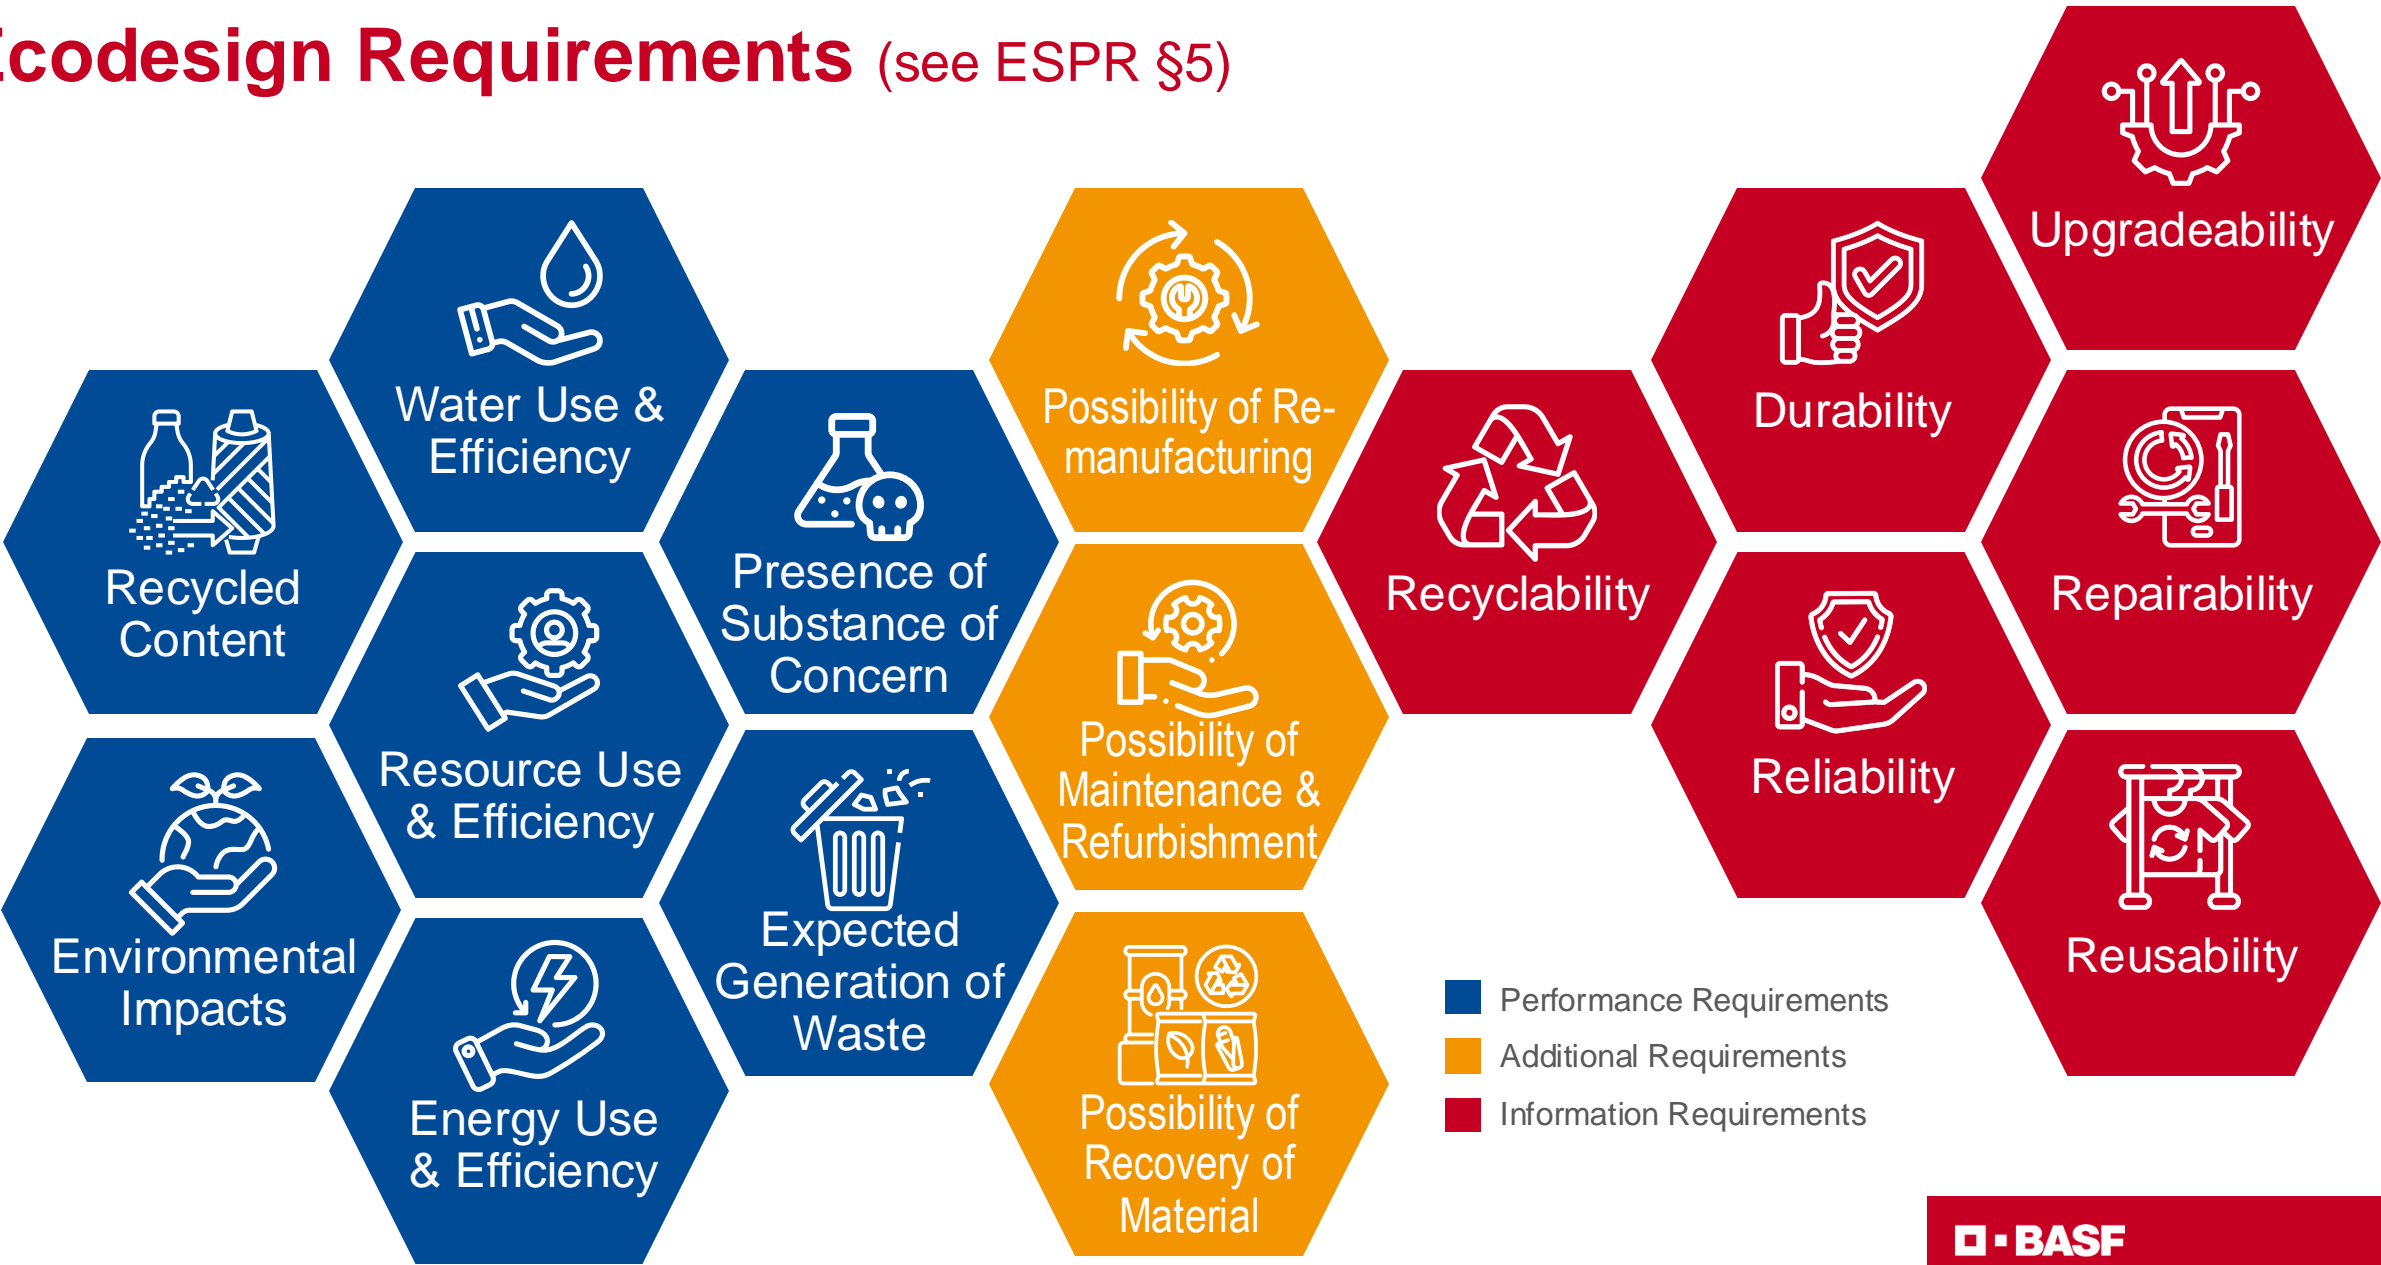 Ecodesign Requirements (see ESPR §5)
Upgradeability
Water Use &
Efficiency
Possibility of Re-
manufacturing
Durability
Recycled
Content
Presence of
Substance of
Concern
Recyclability
Repairability
Resource Use
& Efficiency
Possibility of
Maintenance &
Refurbishment
Reliability
Environmental
Impacts
Expected
Generation of
Waste
Reusability
Energy Use
& Efficiency
Possibility of
Recovery of
Material
Performance Requirements
Additional Requirements
Information Requirements
BASF